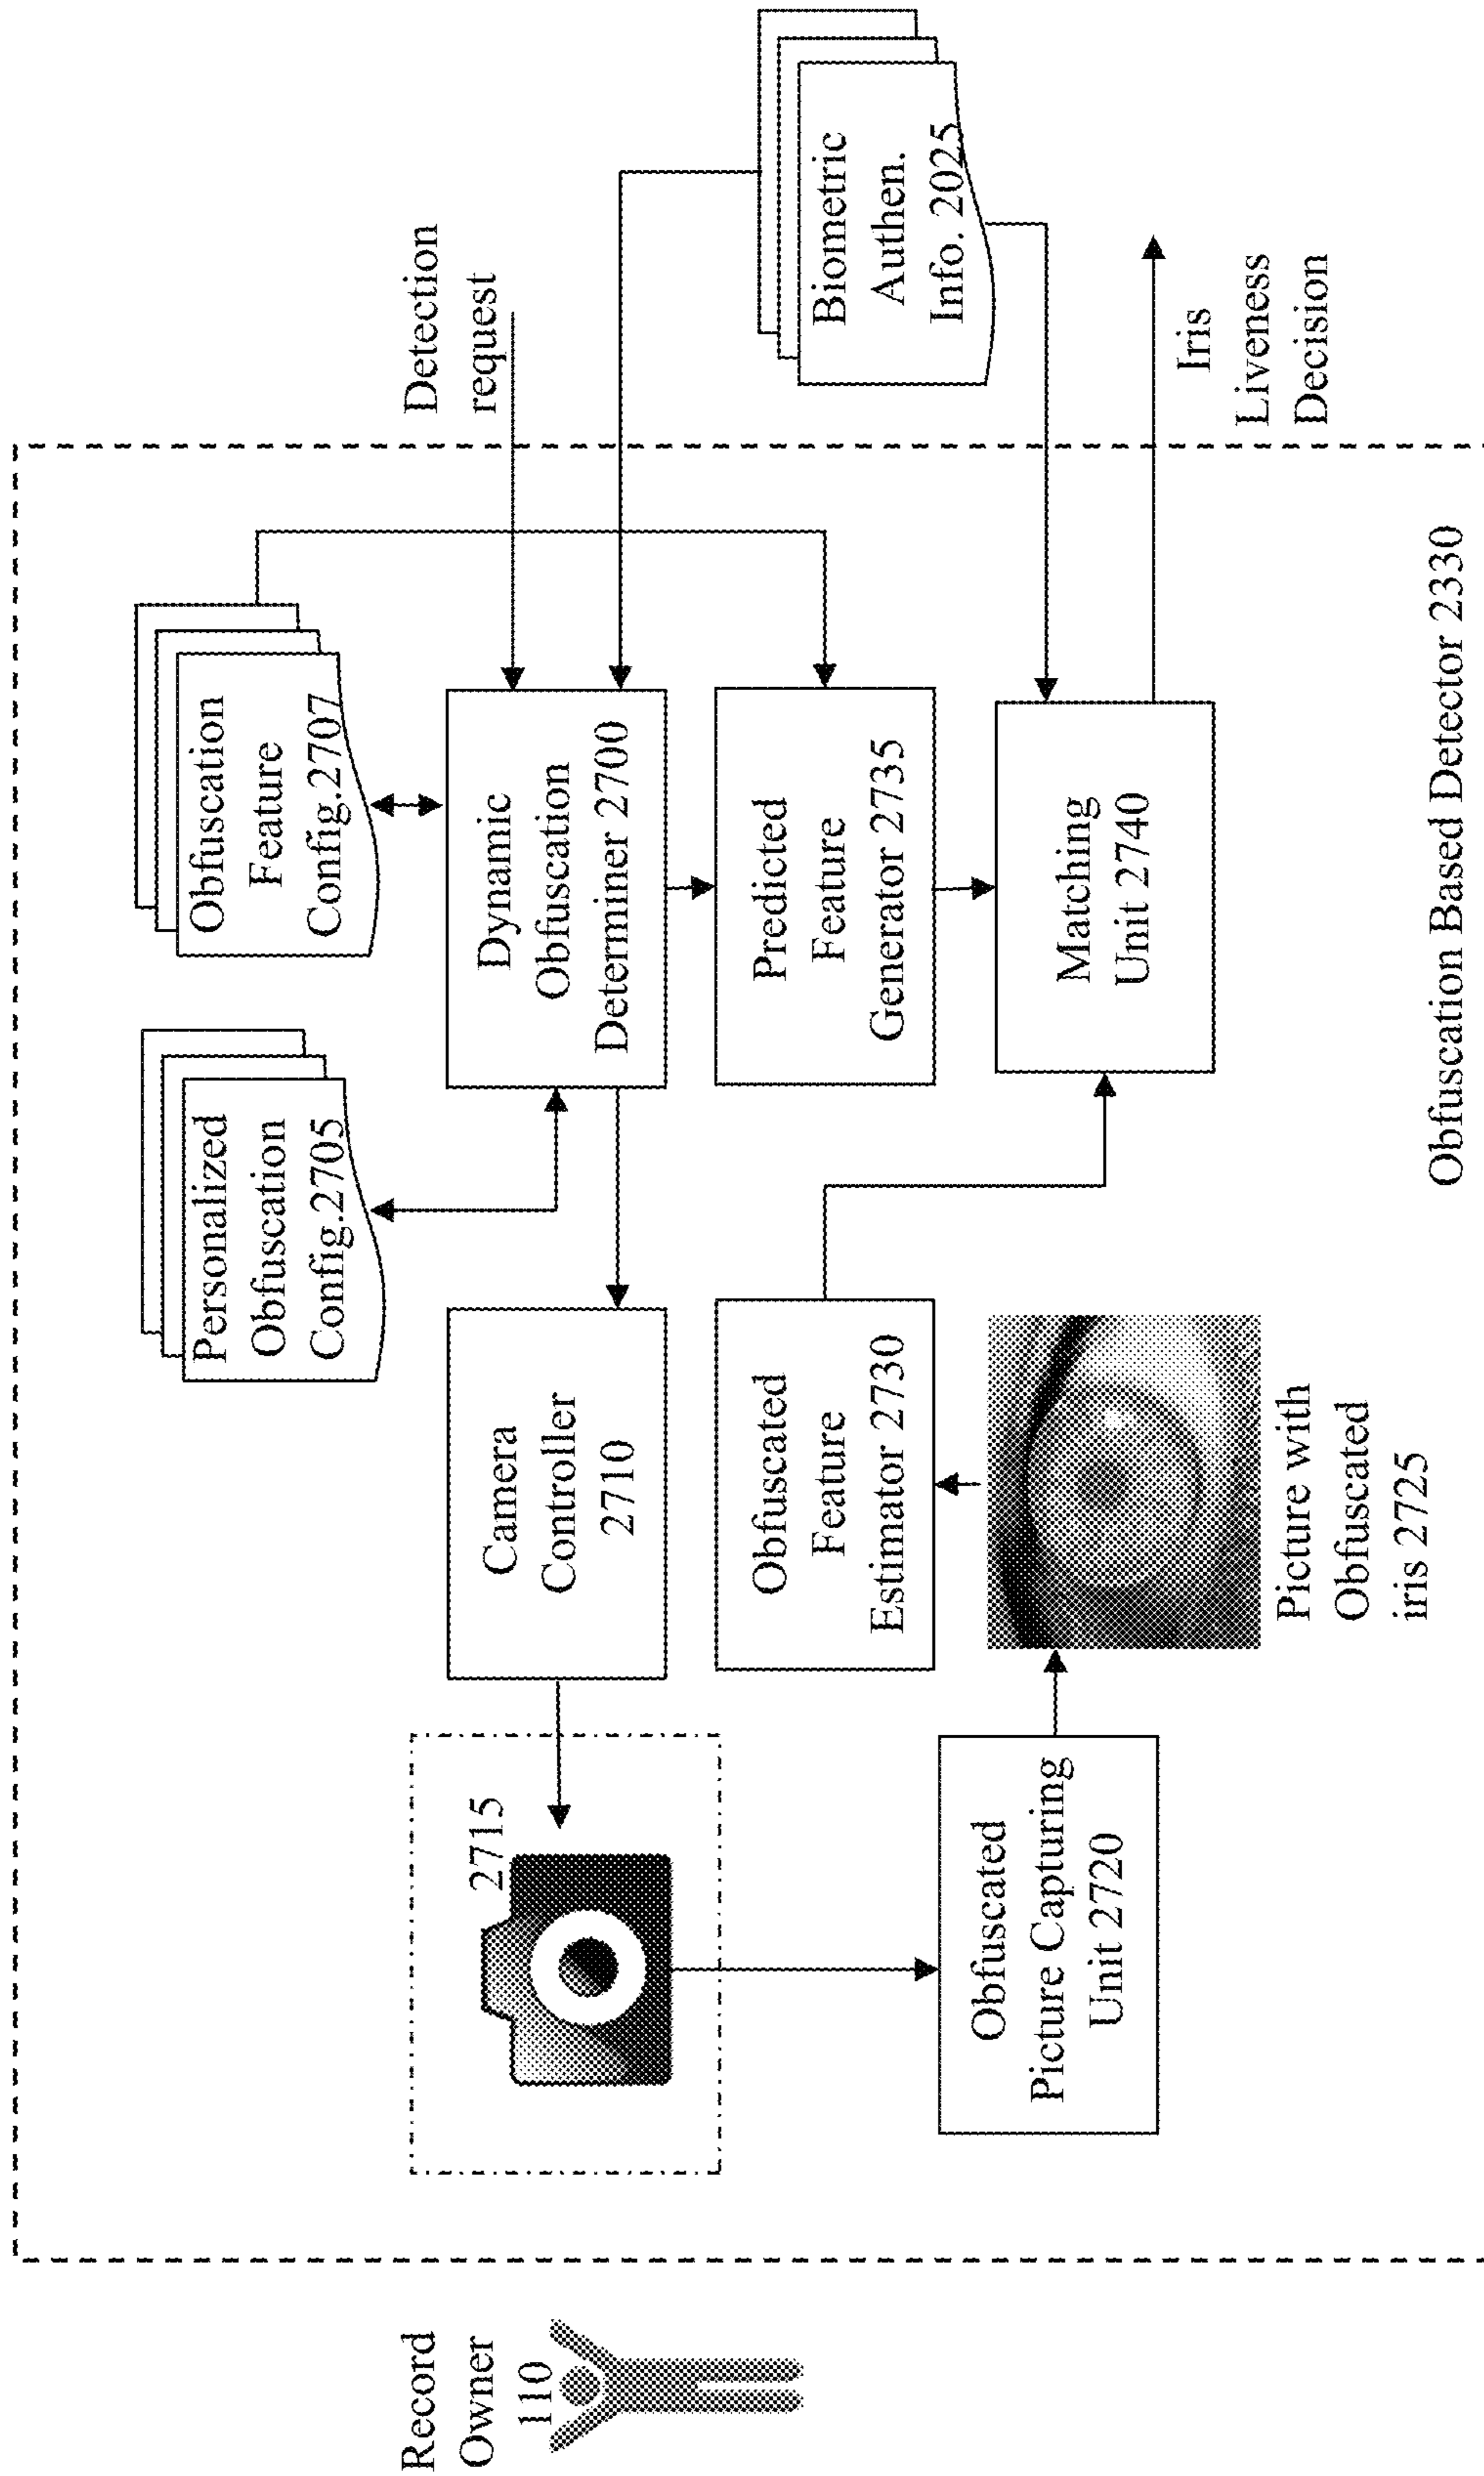 Record
Owner
110
2715
Camera
Controller
2710
Personalized
Obfuscation
Config.2705
Obfuscation
Feature
Config.2707
Dynamic
Obfuscation
Determiner 2700
Detection
request
Obfuscated
Feature
Estimator 2730
Predicted
Feature
Generator 2735
Biometric
Authen.
Info. 2025
Obfuscated
Picture Capturing
Unit 2720
Picture with
Obfuscated
iris 2725
Matching
Unit 2740
Iris
Liveness
Decision
Obfuscation Based Detector 2330